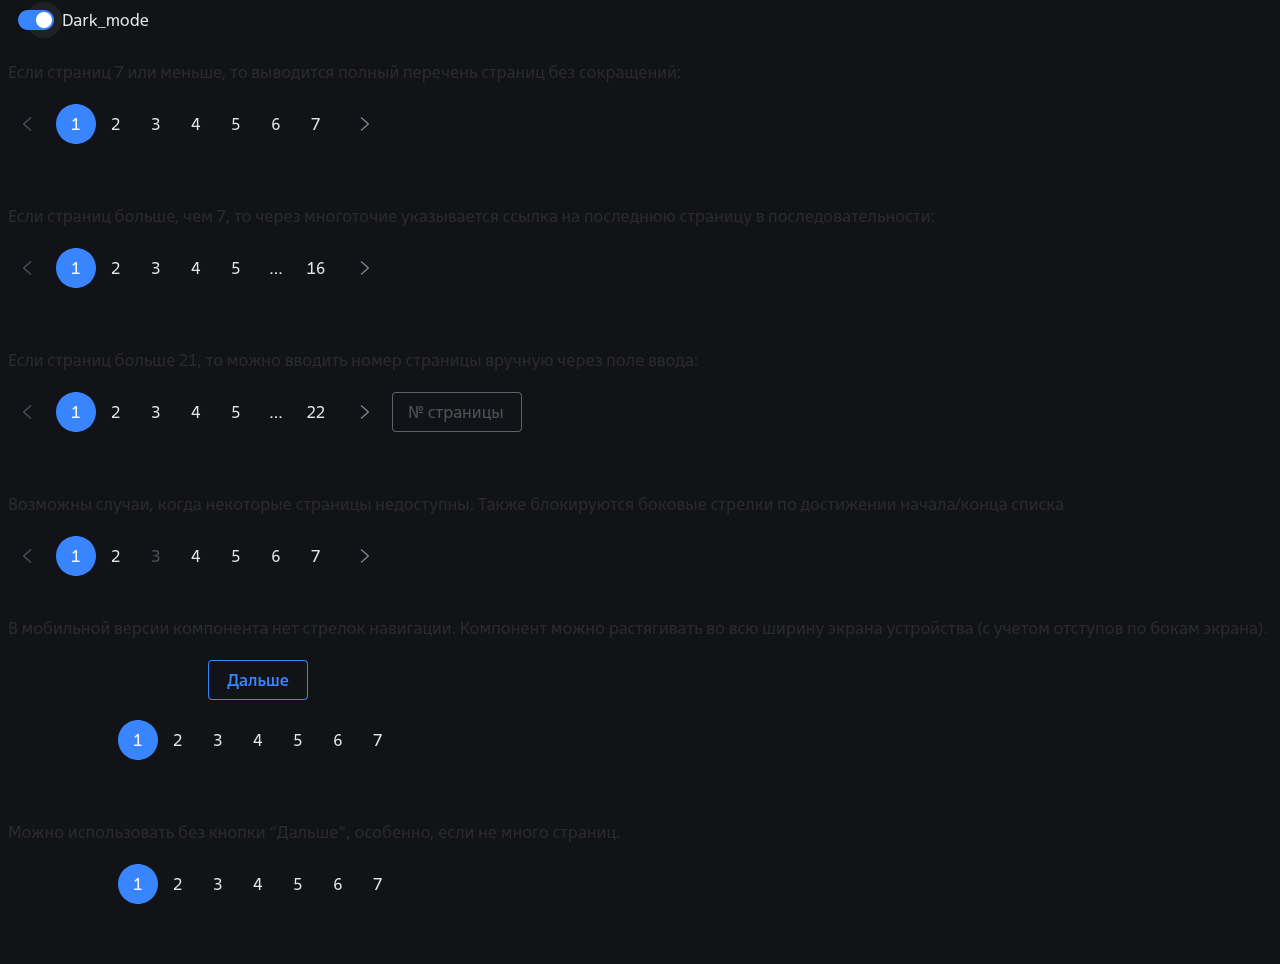 Dark_mode
Если страниц 7 или меньше, то выводится полный перечень страниц без сокращений:
1 2 3 4 5 6 7
Если страниц больше, чем 7, то через многоточие указывается ссылка на последнюю страницу в последовательности:
1 2 3 4 5 ... 16
Если страниц больше 21, то можно вводить номер страницы вручную через поле ввода:
1 2 3 4 5 ... 22 № страницы
Возможны случаи, когда некоторые страницы недоступны. Также блокируются боковые стрелки по достижении начала/конца списка
1 2 3 4 5 6 7
В мобильной версии компонента нет стрелок навигации. Компонент можно растягивать во всю ширину экрана устройства (с учетом отступов по бокам экрана).
Дальше
1 2 3 4 5 6 7
Можно использовать без кнопки “Дальше”, особенно, если не много страниц.
1 2 3 4 5 6 7